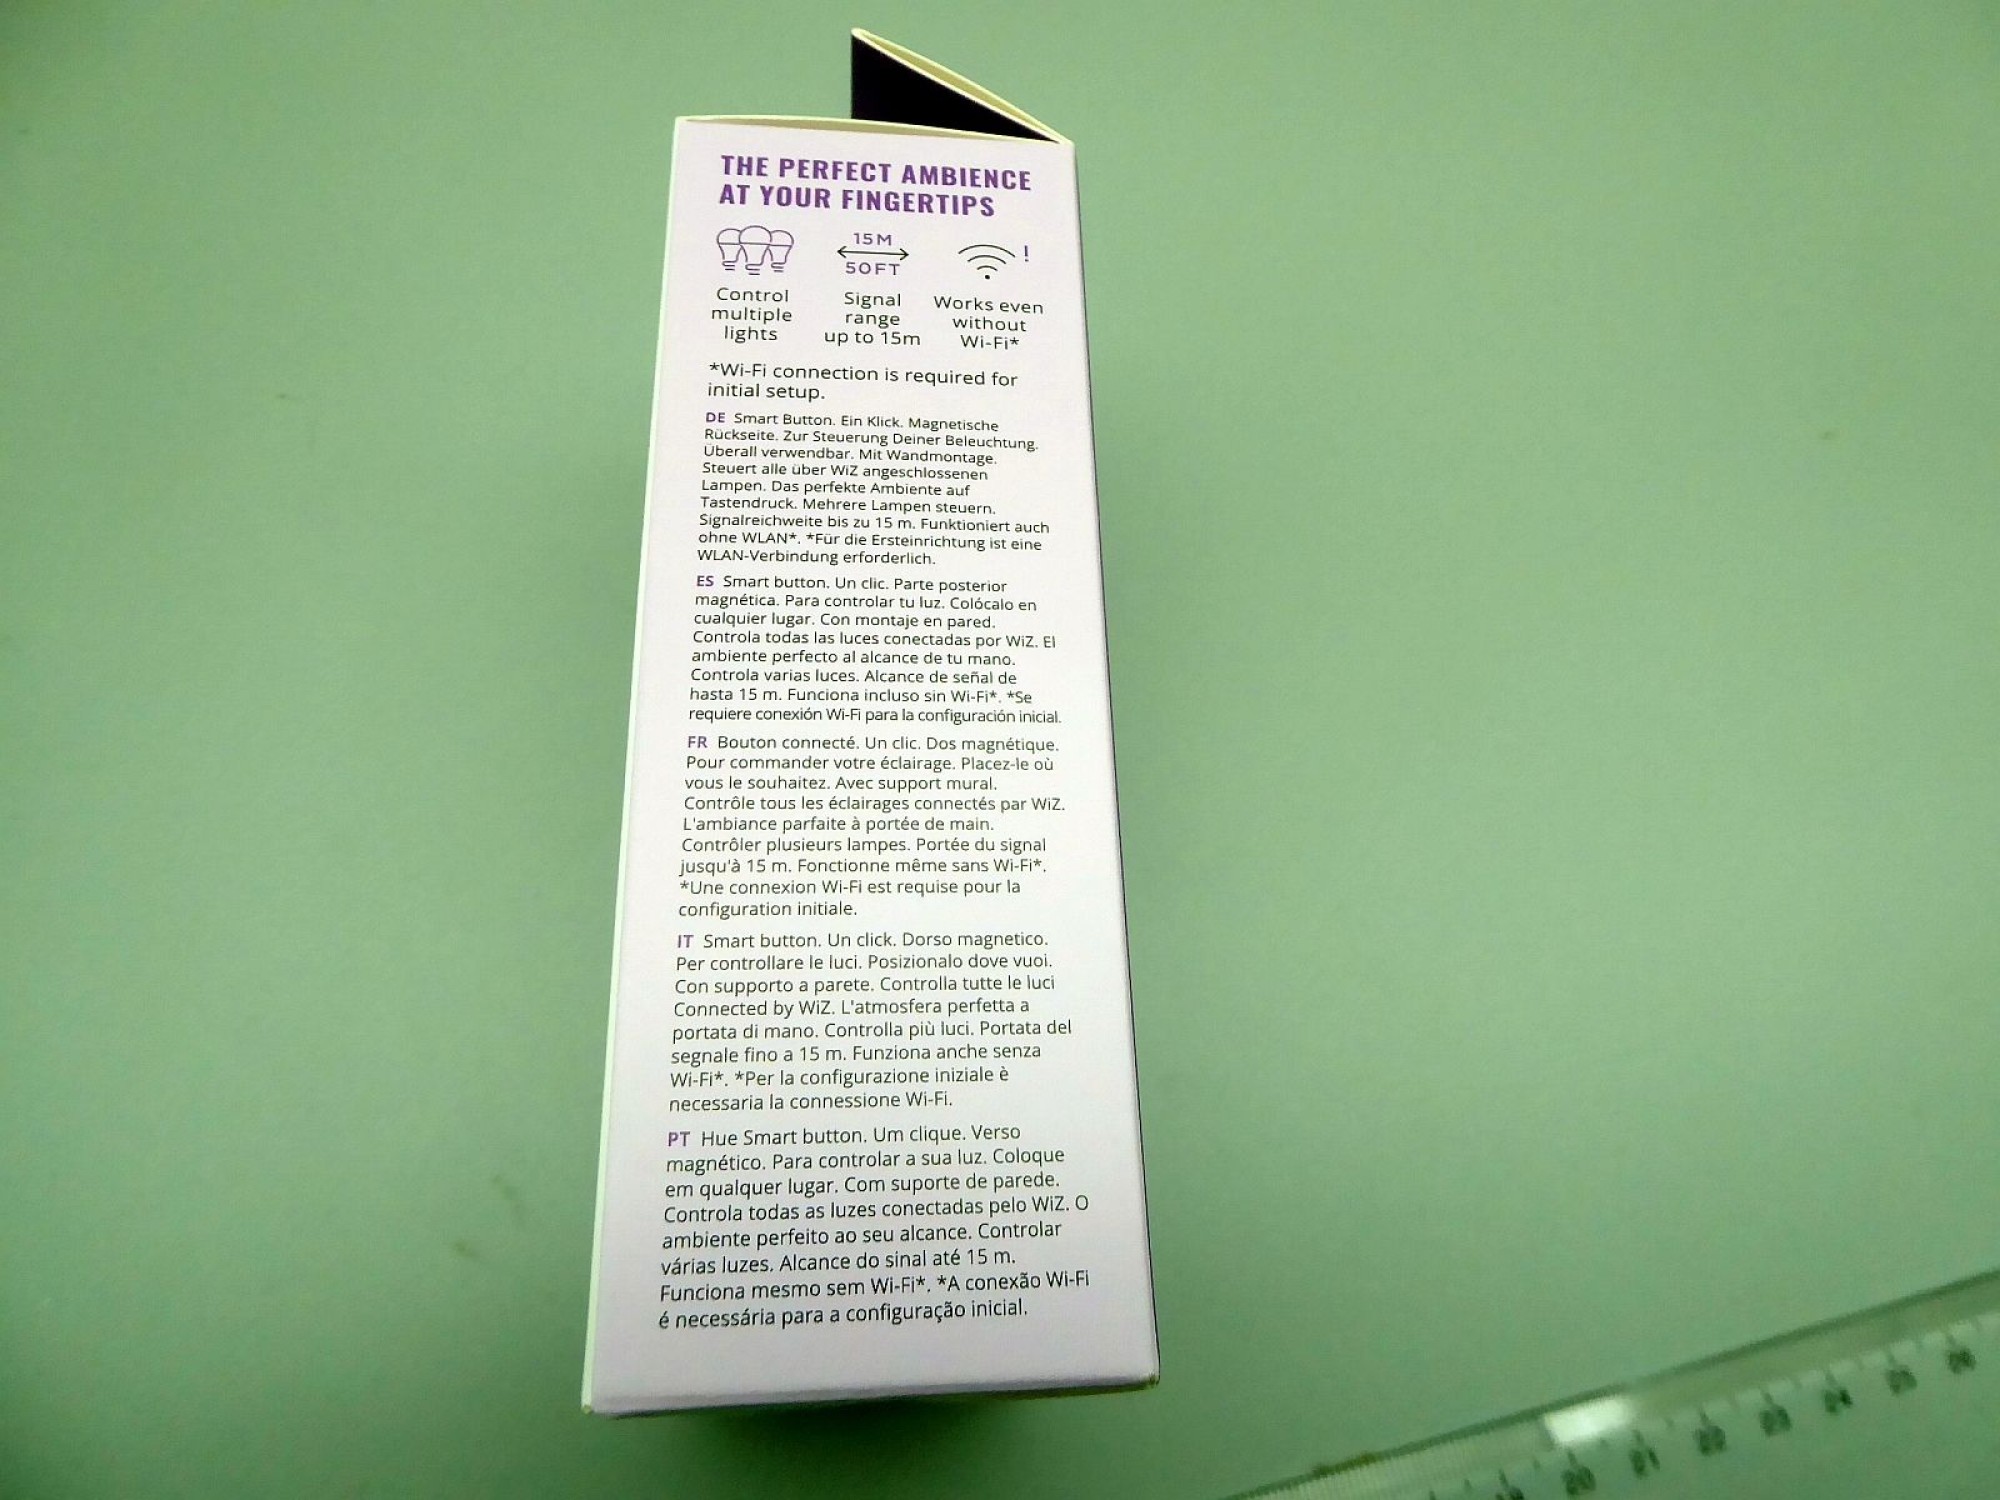 THE PERFECT AMBIENCE
AT YOUR FINGERTIPS
15M
50FT
!
Control
multiple
lights
Signal
range
up to 15m
Works even
without
Wi-Fi*
*Wi-Fi connection is required for
initial setup.
DE Smart Button. Ein Klick. Magnetische
Rückseite. Zur Steuerung Deiner Beleuchtung.
Überall verwendbar. Mit Wandmontage.
Steuert alle über WiZ angeschlossenen
Lampen. Das perfekte Ambiente auf
Tastendruck. Mehrere Lampen steuern.
Signalreichweite bis zu 15 m. Funktioniert auch
ohne WLAN*. *Für die Ersteinrichtung ist eine
WLAN-Verbindung erforderlich.
ES Smart button. Un clic. Parte posterior
magnética. Para controlar tu luz. Colócalo en
cualquier lugar. Con montaje en pared.
Controla todas las luces conectadas por WiZ. El
ambiente perfecto al alcance de tu mano.
Controla varias luces. Alcance de señal de
hasta 15 m. Funciona incluso sin Wi-Fi*. *Se
requiere conexión Wi-Fi para la configuración inicial.
FR Bouton connecté. Un clic. Dos magnétique.
Pour commander votre éclairage. Placez-le où
vous le souhaitez. Avec support mural.
Contrôle tous les éclairages connectés par WiZ.
L'ambiance parfaite à portée de main.
Contrôler plusieurs lampes. Portée du signal
jusqu'à 15 m. Fonctionne même sans Wi-Fi*.
*Une connexion Wi-Fi est requise pour la
configuration initiale.
IT Smart button. Un click. Dorso magnetico.
Per controllare le luci. Posizionalo dove vuoi.
Con supporto a parete. Controlla tutte le luci
Connected by WiZ. L'atmosfera perfetta a
portata di mano. Controlla più luci. Portata del
segnale fino a 15 m. Funziona anche senza
Wi-Fi*. *Per la configurazione iniziale è
necessaria la connessione Wi-Fi.
PT Hue Smart button. Um clique. Verso
magnético. Para controlar a sua luz. Coloque
em qualquer lugar. Com suporte de parede.
Controla todas as luzes conectadas pelo WiZ. O
ambiente perfeito ao seu alcance. Controlar
várias luzes. Alcance do sinal até 15 m.
Funciona mesmo sem Wi-Fi*. *A conexão Wi-Fi
é necessária para a configuração inicial.
20 21 22 23 24 25 26